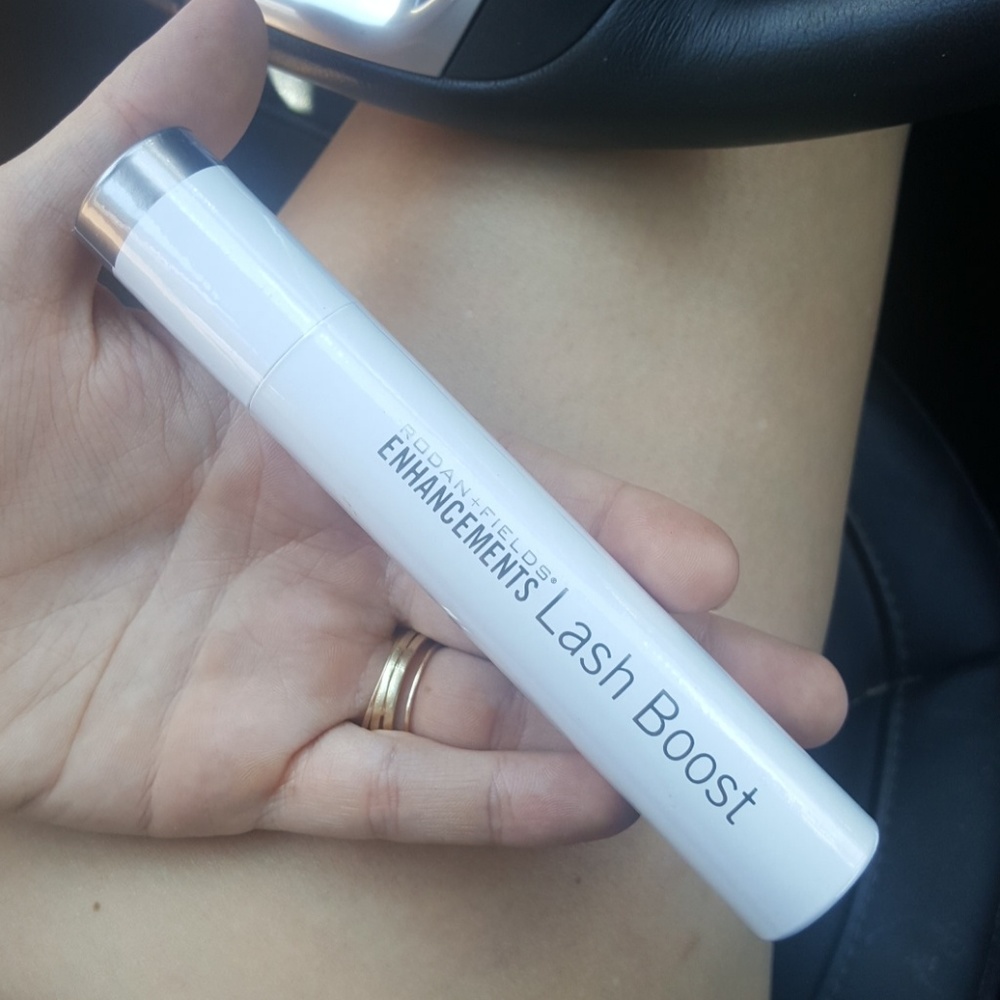 RODAN+FIELDS®
ENHANCEMENTS
Lash Boost